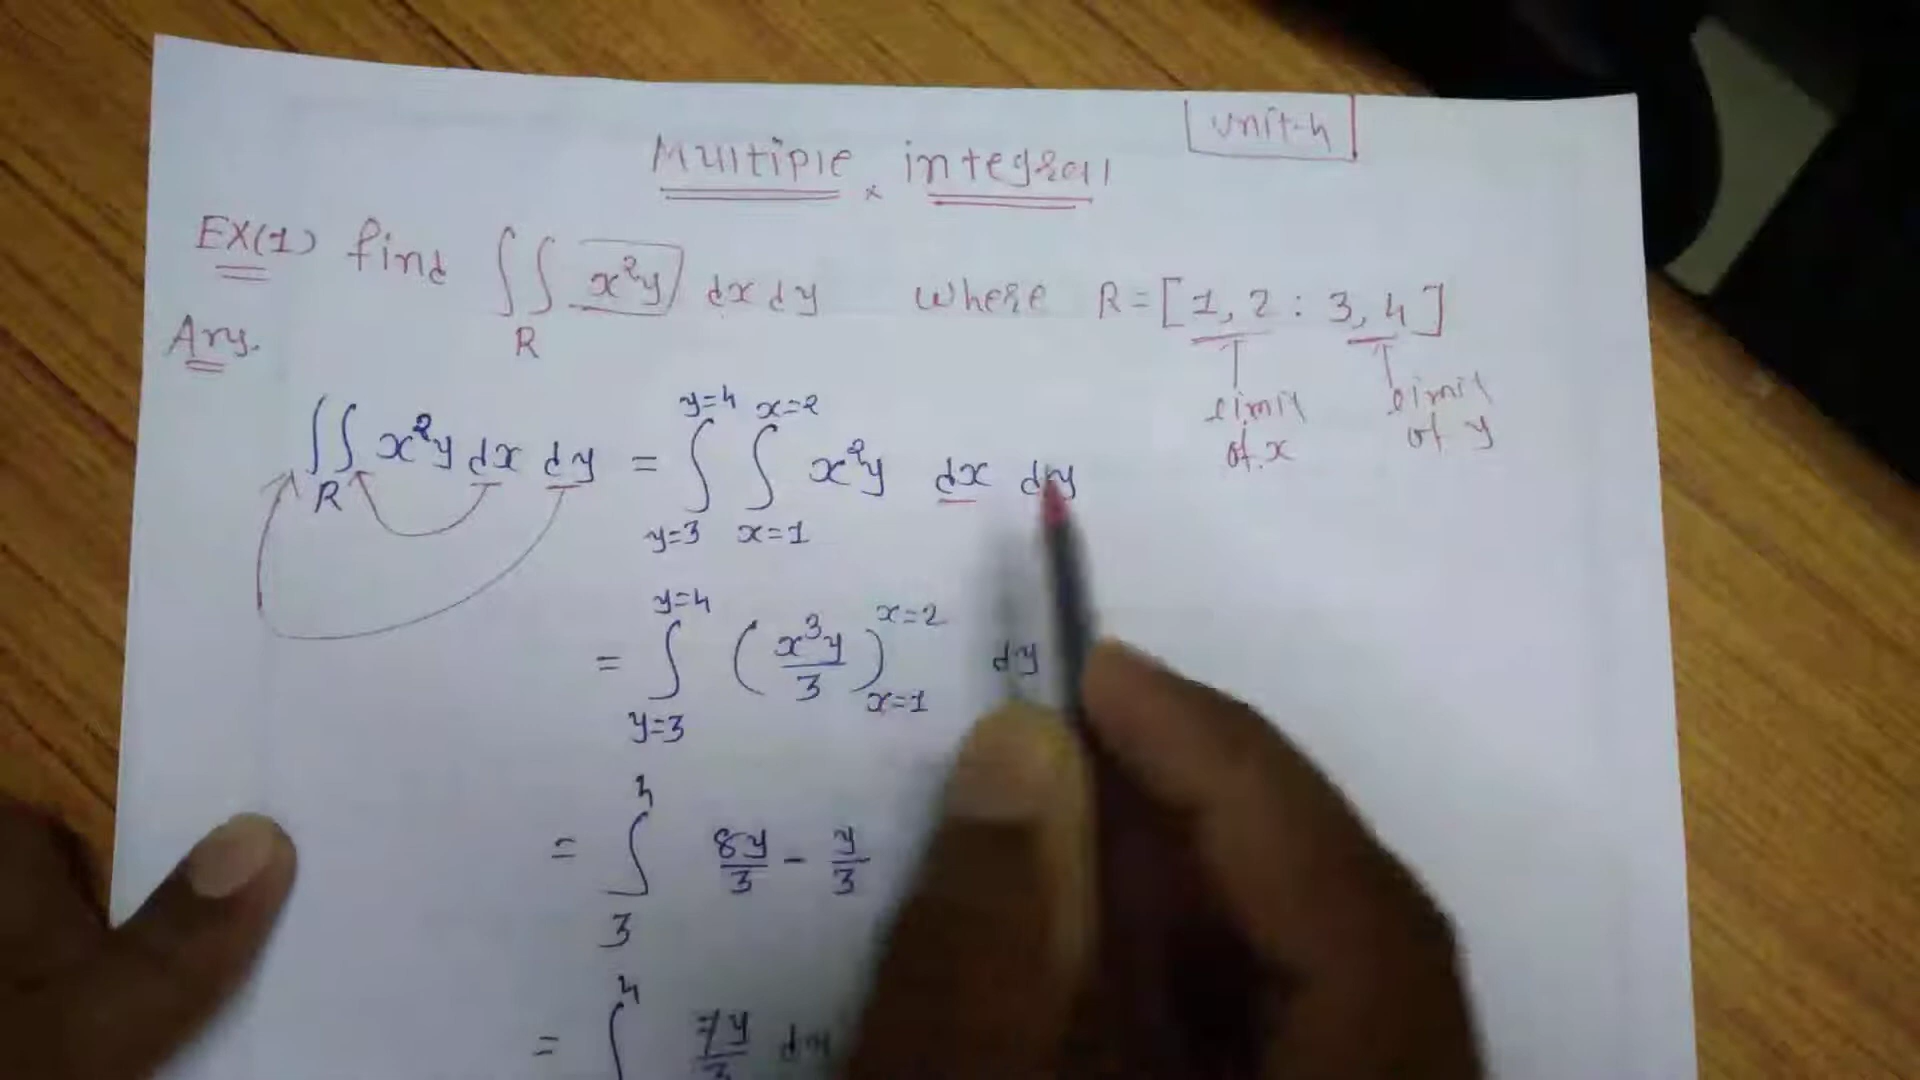 Unit-4
Multiple integral
EX(1) find ∬_R x²y dx dy where R = [1, 2 : 3, 4]
Ans.
limit of x
limit of y
∬_R x²y dx dy = ∫_{y=3}^{y=4} ∫_{x=1}^{x=2} x²y dx dy
= ∫_{y=3}^{y=4} (x³y/3)_{x=1}^{x=2} dy
= ∫_3^4 8y/3 - y/3
= ∫^4 7y/3 dy